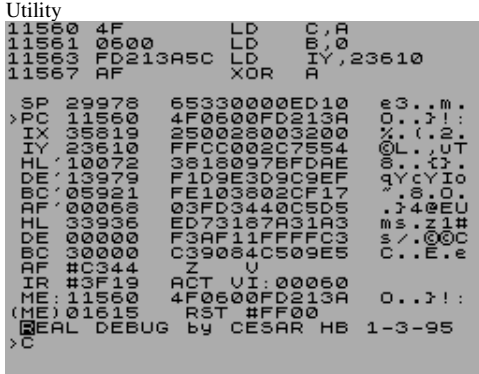 Utility
11560 4F LD C,A
11561 0600 LD B,0
11563 FD213A5C LD IY,23610
11567 AF XOR A
SP 29978 65330000ED10 e3..m.
>PC 11560 4F0600FD213A O..}!:
IX 35819 250028003200 %.(.2.
IY 23610 FFCC002C7554 ©L.,uT
HL'10072 3818097BFDAE 8..{}.
DE'13979 F1D9E3D9C9EF qYcYIo
BC'05921 FE103802CF17 ~.8.O.
AF'00068 03FD3440C5D5 .}4@EU
HL 33936 ED73187A31A3 ms.z1#
DE 00000 F3AF11FFFFC3 s/.©©C
BC 30000 C39084C509E5 C..E.e
AF #C344 Z V
IR #3F19 ACT VI:00060
ME:11560 4F0600FD213A O..}!:
(ME)01615 RST #FF00
REAL DEBUG by CESAR HB 1-3-95
>C